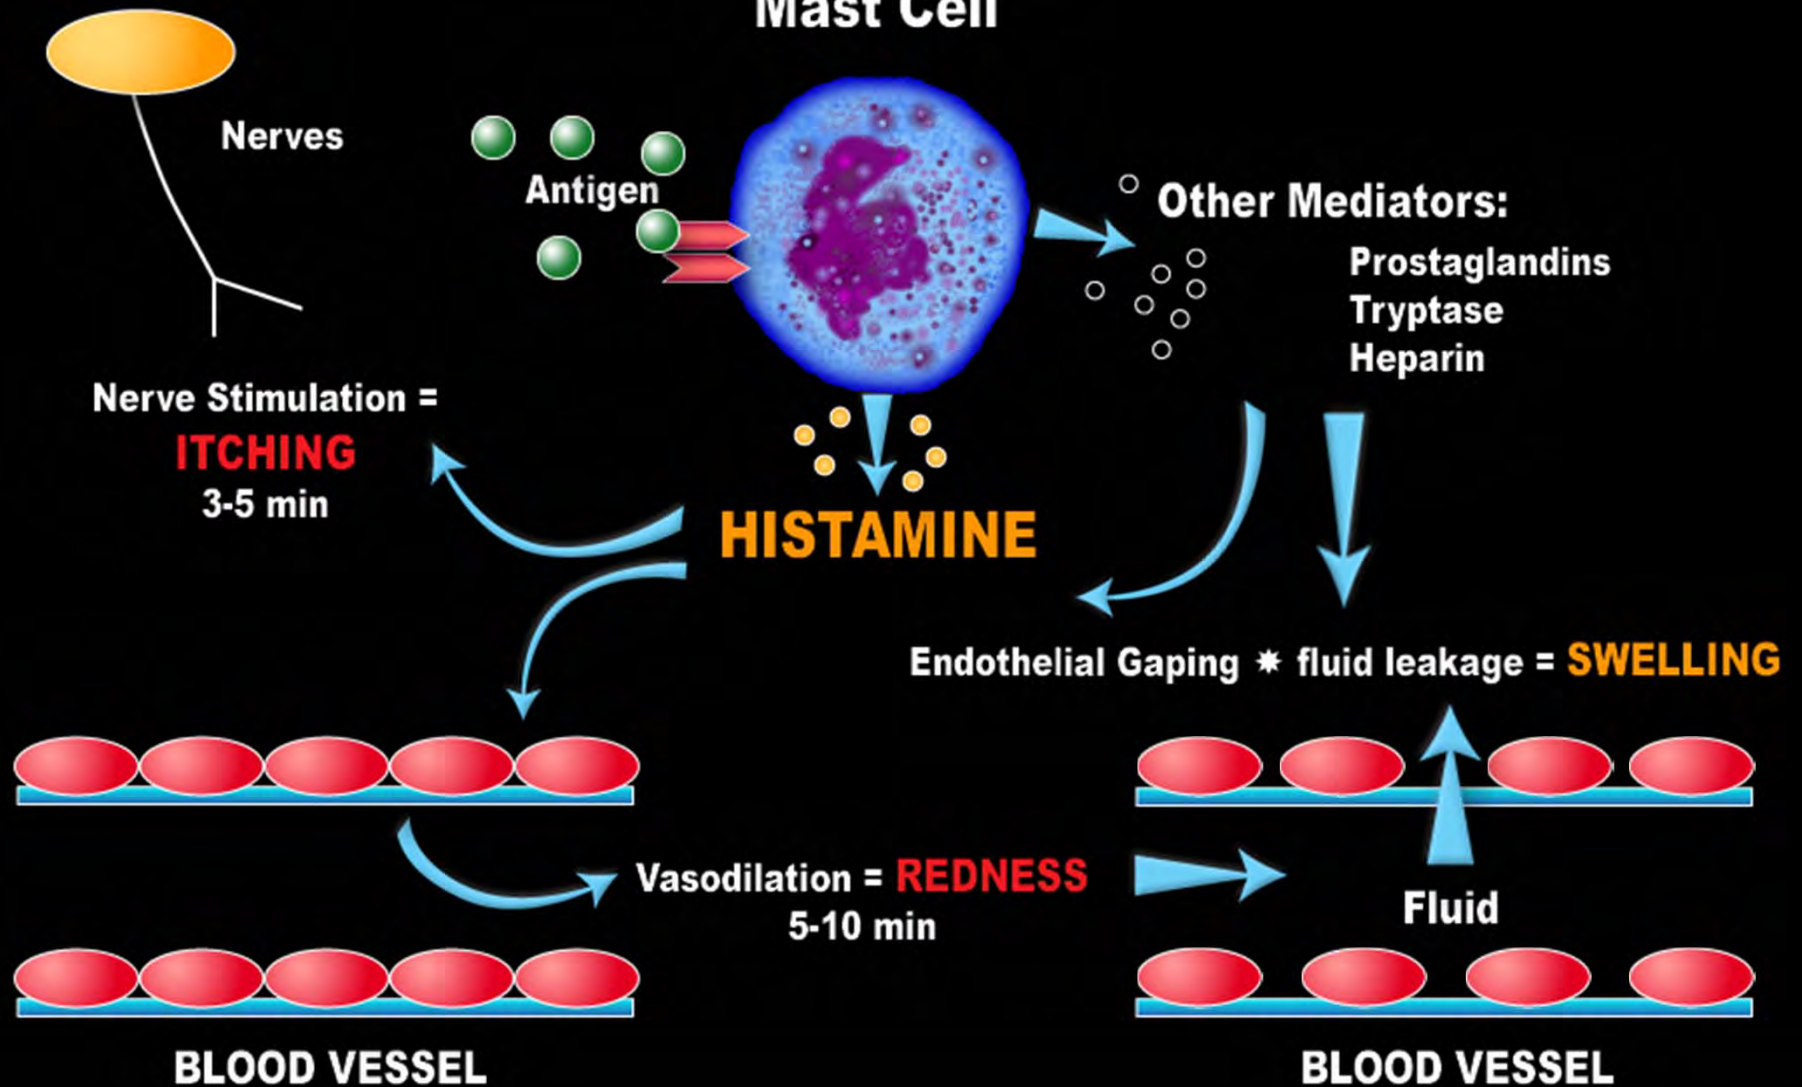 Mast Cell
Nerves
Antigen
Other Mediators:
Prostaglandins
Tryptase
Heparin
Nerve Stimulation =
ITCHING
3-5 min
HISTAMINE
Endothelial Gaping ✷ fluid leakage = SWELLING
Vasodilation = REDNESS
5-10 min
Fluid
BLOOD VESSEL
BLOOD VESSEL